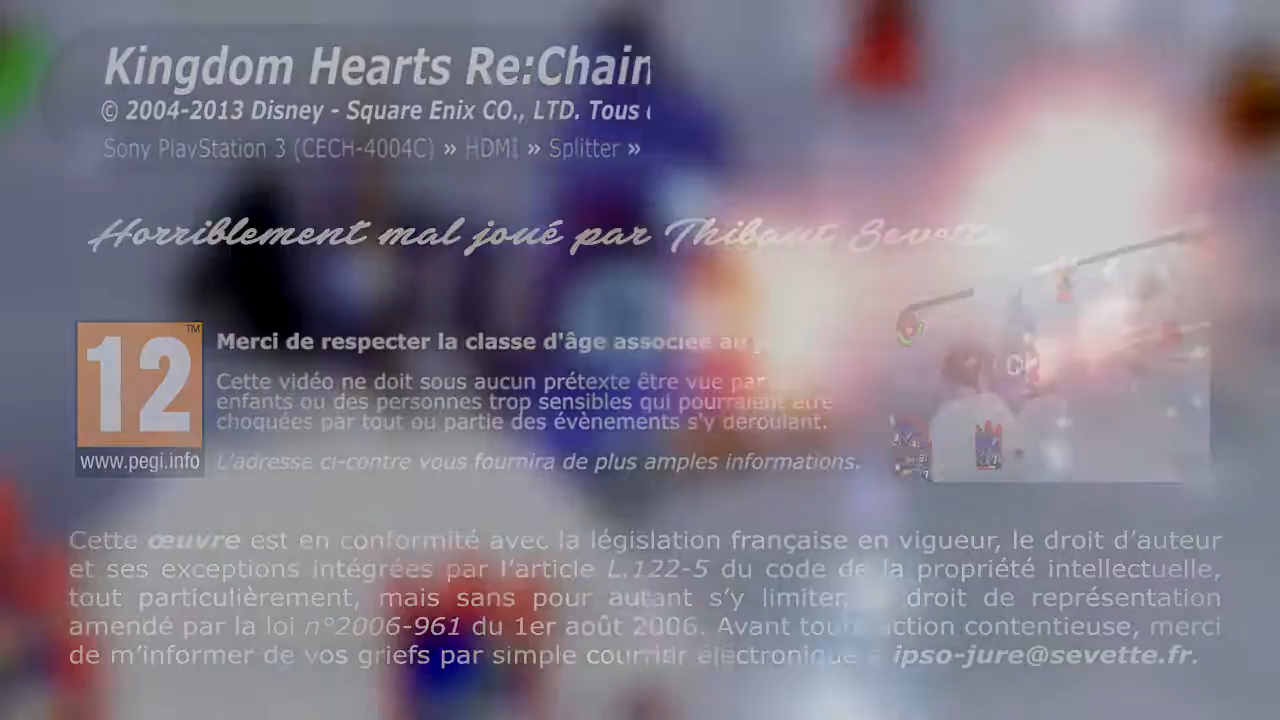 Kingdom Hearts Re:Chain
© 2004-2013 Disney - Square Enix CO., LTD. Tous
Sony PlayStation 3 (CECH-4004C) » HDMI » Splitter »
Horriblement mal joué par Thibaut Sevette
12
TM
www.pegi.info
Merci de respecter la classe d'âge associée au
Cette vidéo ne doit sous aucun prétexte être vue par
enfants ou des personnes trop sensibles qui pourraient être
choquées par tout ou partie des évènements s'y déroulant.
L'adresse ci-contre vous fournira de plus amples informations.
Cette œuvre est en conformité avec la législation française en vigueur, le droit d’auteur
et ses exceptions intégrées par l’article L.122-5 du code de la propriété intellectuelle,
tout particulièrement, mais sans pour autant s’y limiter, droit de représentation
amendé par la loi n°2006-961 du 1er août 2006. Avant toute action contentieuse, merci
de m’informer de vos griefs par simple courrier électronique à ipso-jure@sevette.fr.